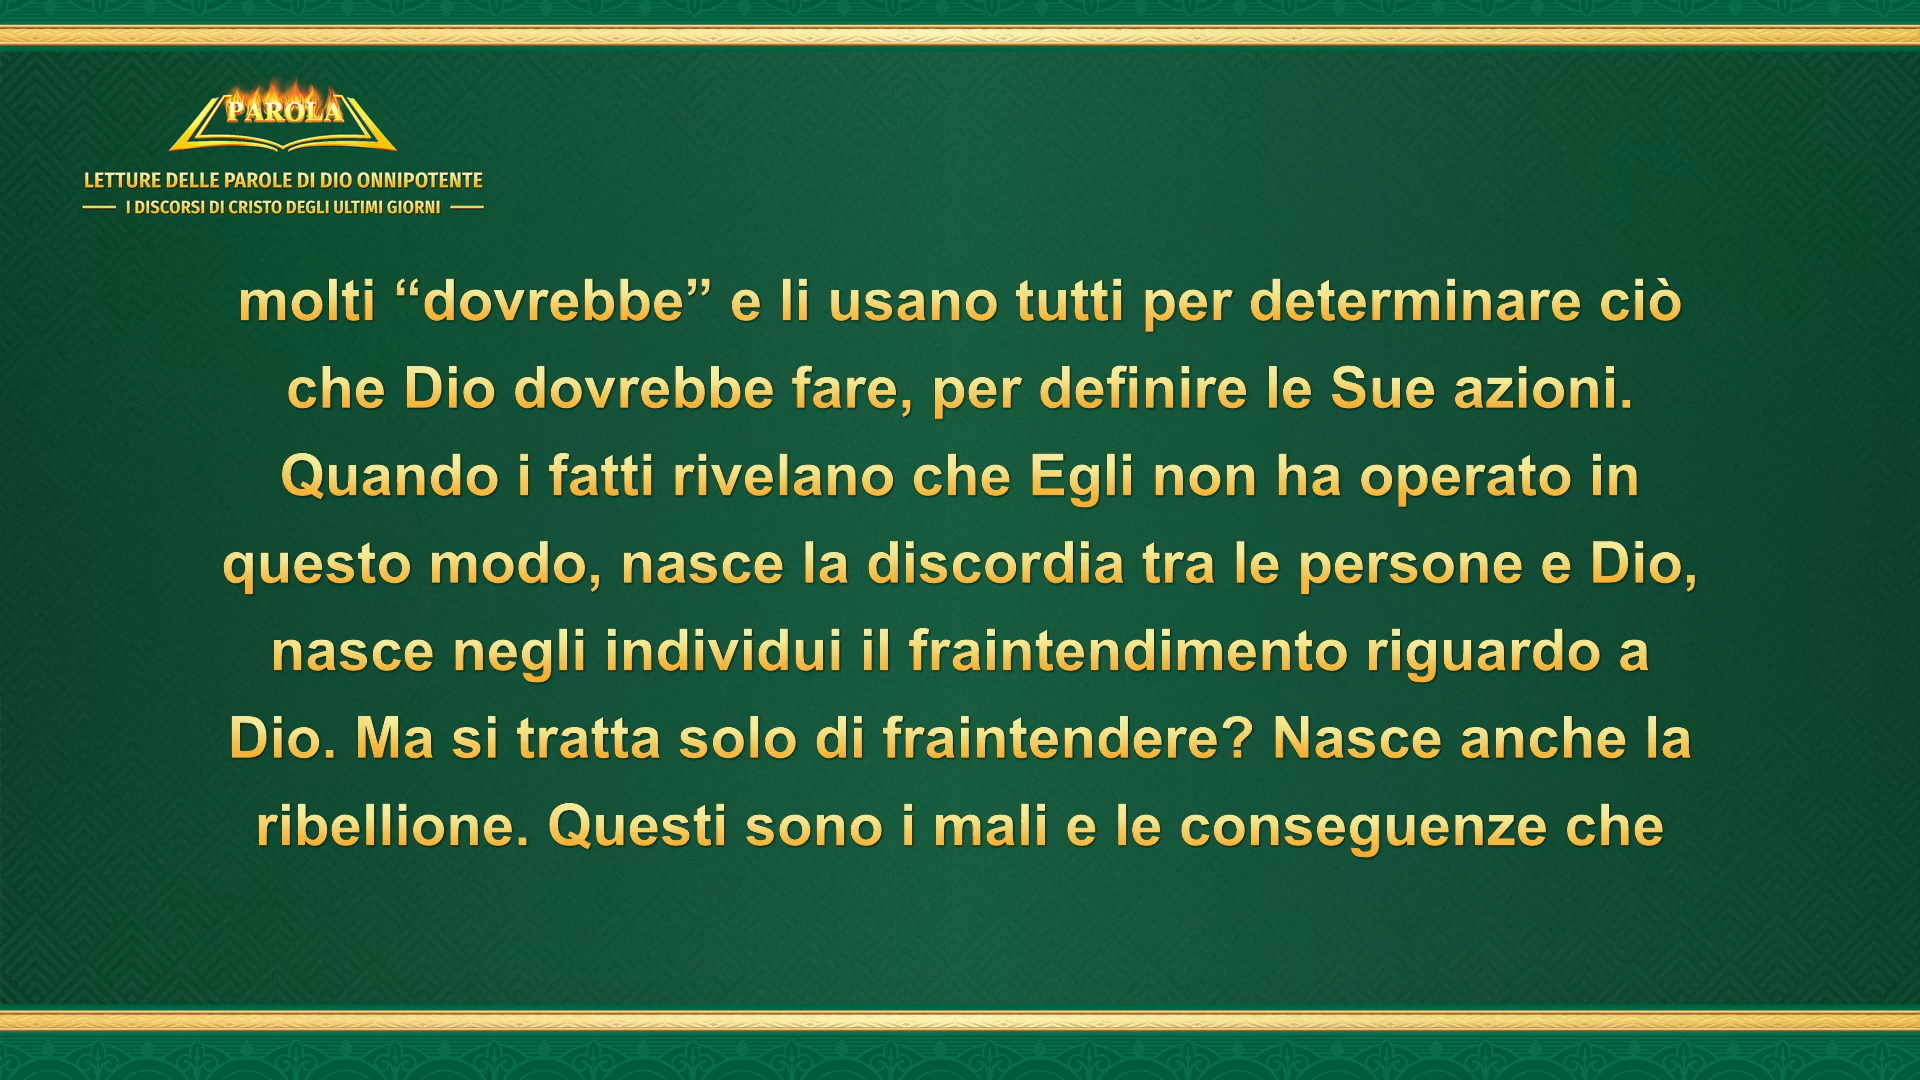 PAROLA
LETTURE DELLE PAROLE DI DIO ONNIPOTENTE
I DISCORSI DI CRISTO DEGLI ULTIMI GIORNI
molti “dovrebbe” e li usano tutti per determinare ciò
che Dio dovrebbe fare, per definire le Sue azioni.
Quando i fatti rivelano che Egli non ha operato in
questo modo, nasce la discordia tra le persone e Dio,
nasce negli individui il fraintendimento riguardo a
Dio. Ma si tratta solo di fraintendere? Nasce anche la
ribellione. Questi sono i mali e le conseguenze che